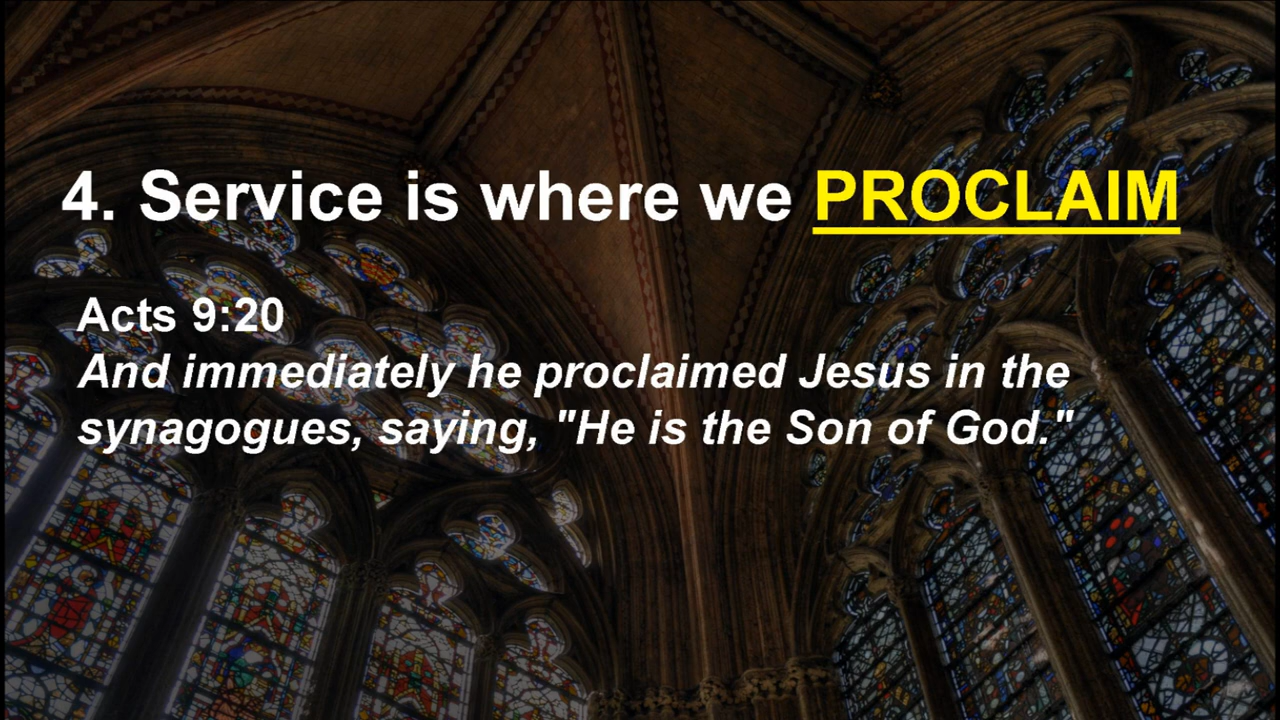 4. Service is where we PROCLAIM
Acts 9:20
And immediately he proclaimed Jesus in the
synagogues, saying, "He is the Son of God."